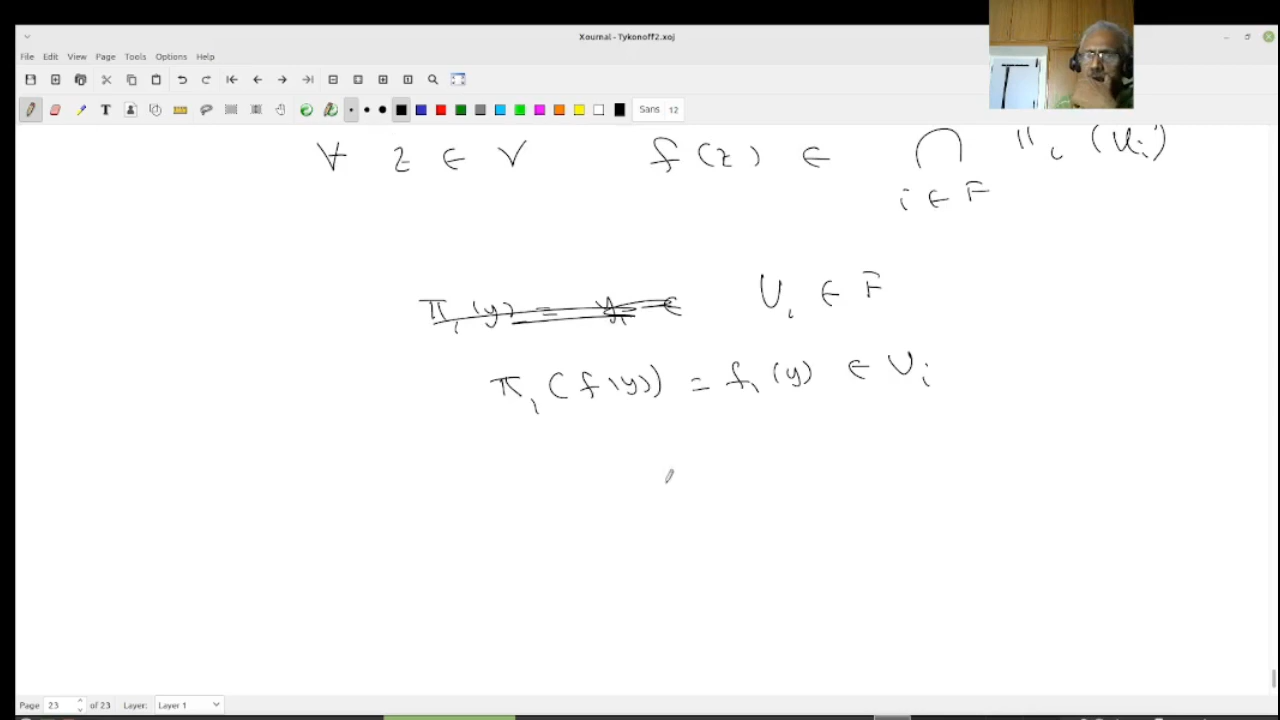 Xournal - Tykonoff2.xoj
File Edit View Page Tools Options Help
Sans 12
∀ z ∈ V f(z) ∈ ⋂ π_i (U_i)
i ∈ F
U_i ∈ F
π_i (f(y)) = f_i (y) ∈ U_i
Page 23 of 23 Layer: Layer 1